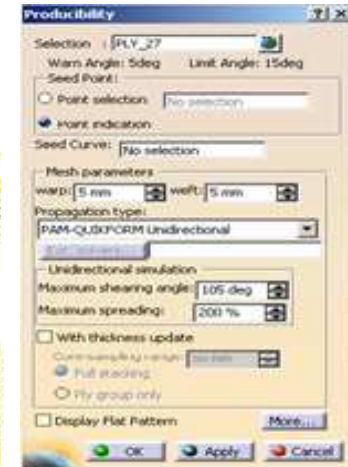 Producibility
Selection : PLY_27
Warn Angle: 5deg Limit Angle: 15deg
Seed Point:
Point selection No selection
Point indication
Seed Curve: No selection
Mesh parameters
warp: 5 mm weft: 5 mm
Propagation type:
PAM-QUIKFORM Unidirectional
Unidirectional simulation
Maximum shearing angle: 105 deg
Maximum spreading: 200 %
With thickness update
Core sampling range:
Full stacking
Ply group only
Display Flat Pattern More...
OK Apply Cancel